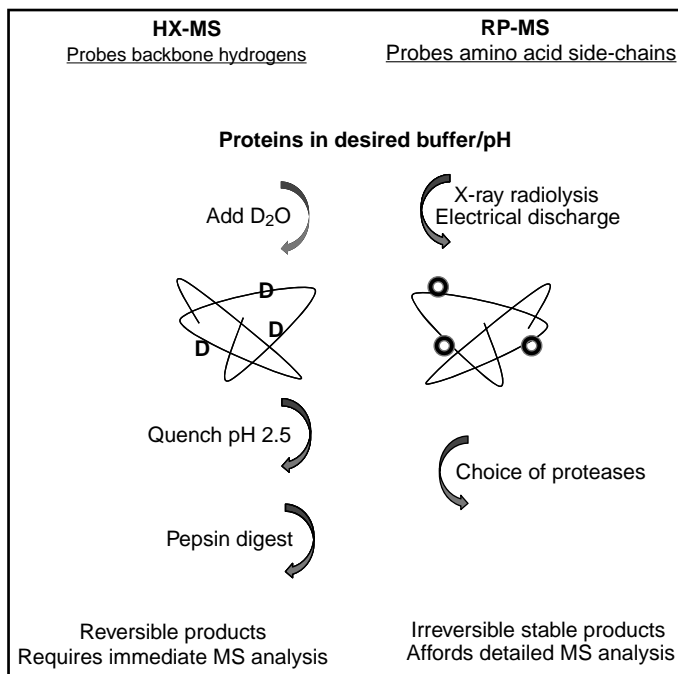 HX-MS
Probes backbone hydrogens
RP-MS
Probes amino acid side-chains
Proteins in desired buffer/pH
Add D₂O
X-ray radiolysis
Electrical discharge
D
D
D
Quench pH 2.5
Choice of proteases
Pepsin digest
Reversible products
Requires immediate MS analysis
Irreversible stable products
Affords detailed MS analysis